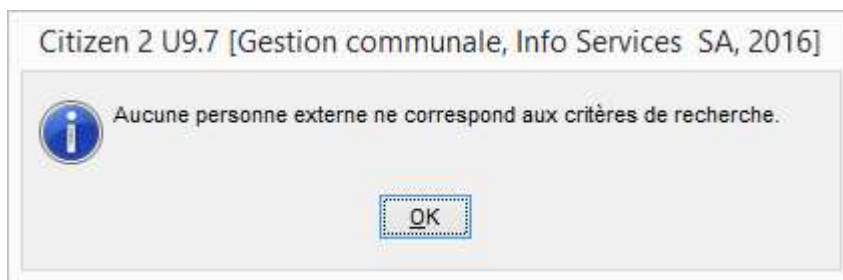 Citizen 2 U9.7 [Gestion communale, Info Services  SA, 2016]
Aucune personne externe ne correspond aux critères de recherche.
OK